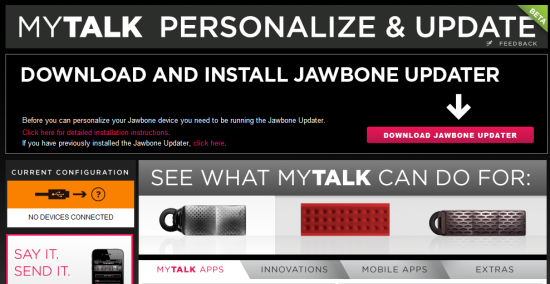 MYTALK PERSONALIZE & UPDATE
BETA
FEEDBACK
DOWNLOAD AND INSTALL JAWBONE UPDATER
Before you can personalize your Jawbone device you need to be running the Jawbone Updater.
Click here for detailed installation instructions.
If you have previously installed the Jawbone Updater, click here.
DOWNLOAD JAWBONE UPDATER
CURRENT CONFIGURATION
?
NO DEVICES CONNECTED
SAY IT.
SEND IT.
SEE WHAT MYTALK CAN DO FOR:
MYTALK APPS
INNOVATIONS
MOBILE APPS
EXTRAS